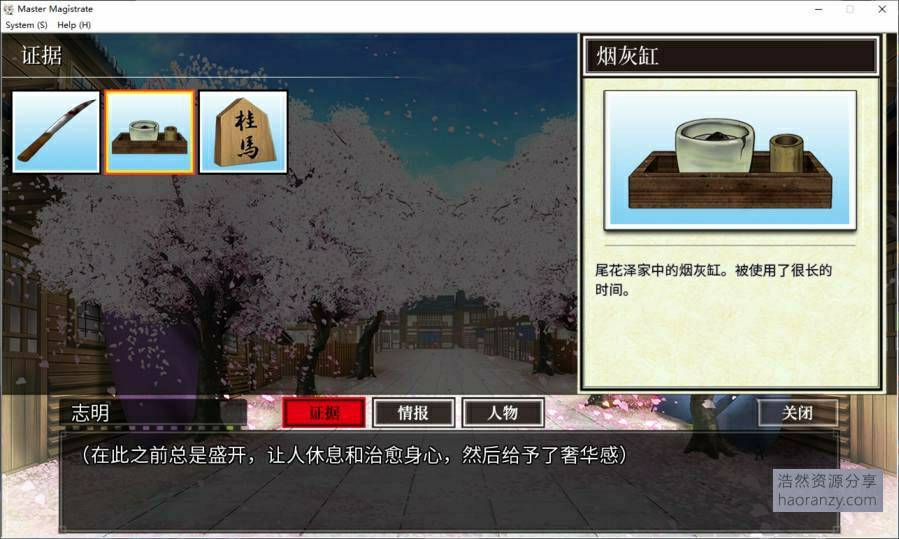 Master Magistrate
System (S) Help (H)
证据
烟灰缸
桂
馬
尾花泽家中的烟灰缸。被使用了很长的
时间。
志明
证据 情报 人物 关闭
（在此之前总是盛开，让人休息和治愈身心，然后给予了奢华感）
浩然资源分享
haoranzy.com